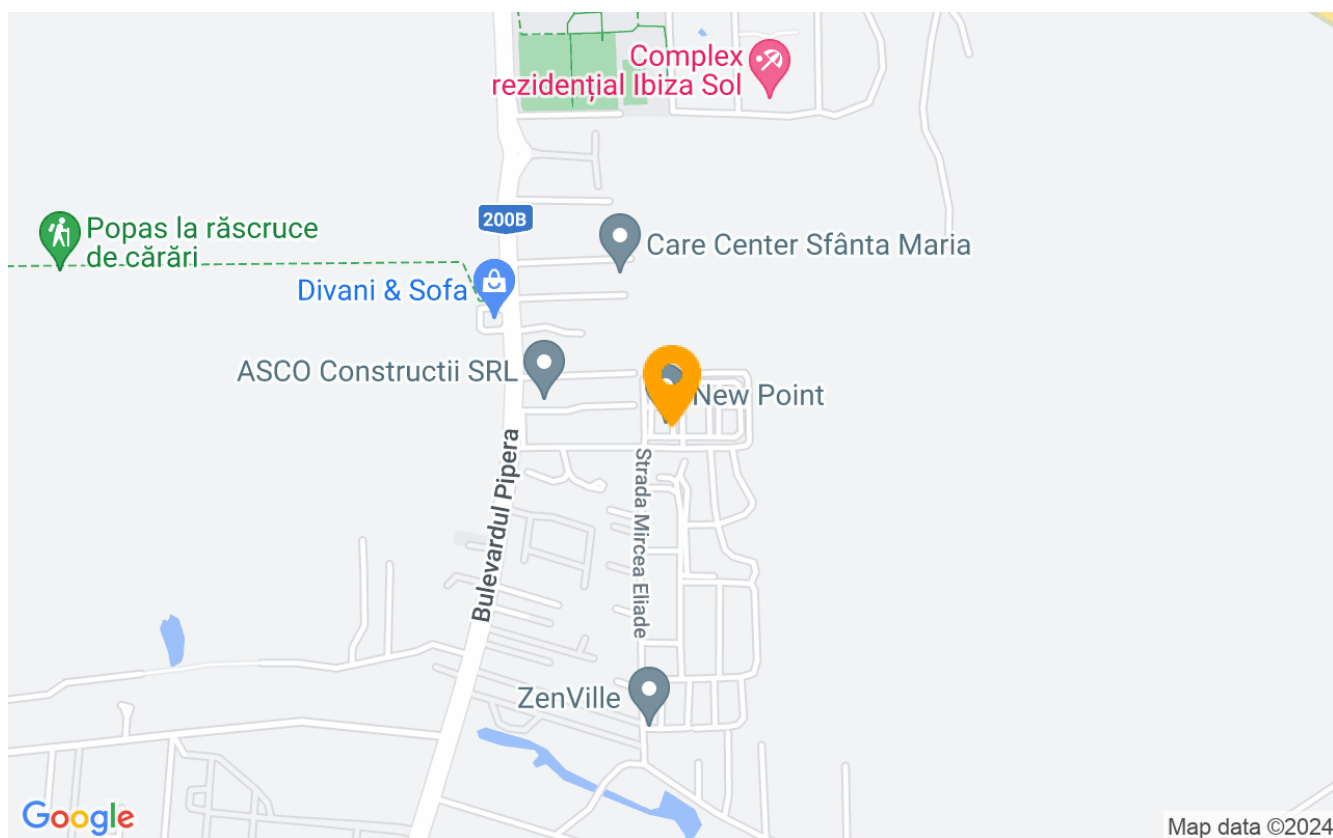 Complex
rezidențial Ibiza Sol
Popas la răscruce
de cărări
200B
Care Center Sfânta Maria
Divani & Sofa
ASCO Constructii SRL
New Point
Bulevardul Pipera
Strada Mircea Eliade
ZenVille
Google
Map data ©2024